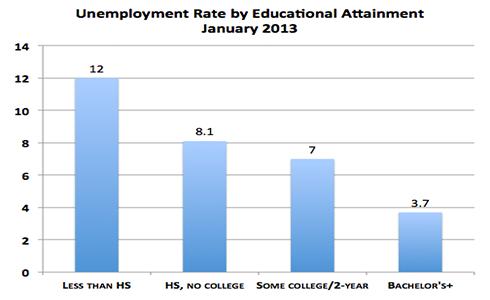 Unemployment Rate by Educational Attainment
January 2013
14
12
10
8
6
4
2
0
12
8.1
7
3.7
LESS THAN HS
HS, NO COLLEGE
SOME COLLEGE/2-YEAR
BACHELOR'S+